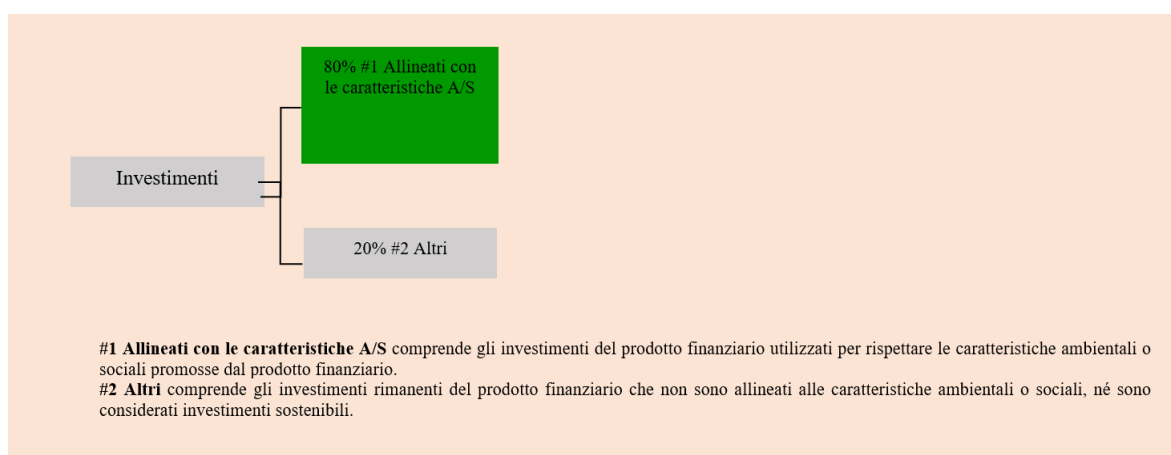 80% #1 Allineati con
le caratteristiche A/S
Investimenti
20% #2 Altri
#1 Allineati con le caratteristiche A/S comprende gli investimenti del prodotto finanziario utilizzati per rispettare le caratteristiche ambientali o
sociali promosse dal prodotto finanziario.
#2 Altri comprende gli investimenti rimanenti del prodotto finanziario che non sono allineati alle caratteristiche ambientali o sociali, né sono
considerati investimenti sostenibili.